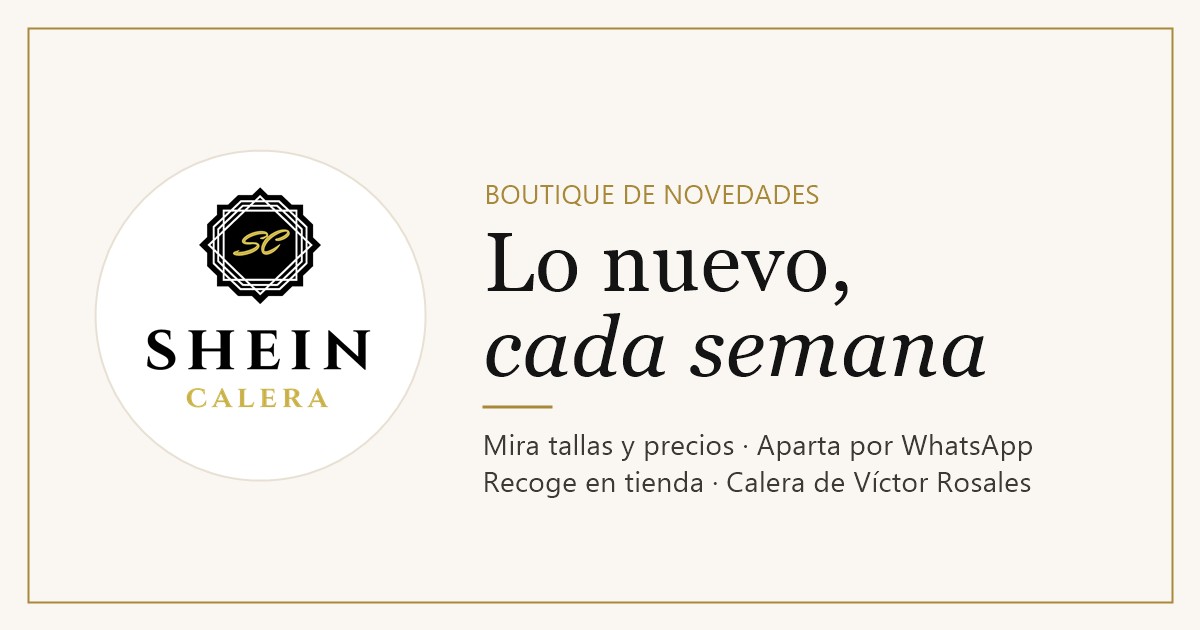 SC
SHEIN
CALERA
BOUTIQUE DE NOVEDADES
Lo nuevo,
cada semana
Mira tallas y precios · Aparta por WhatsApp
Recoge en tienda · Calera de Víctor Rosales